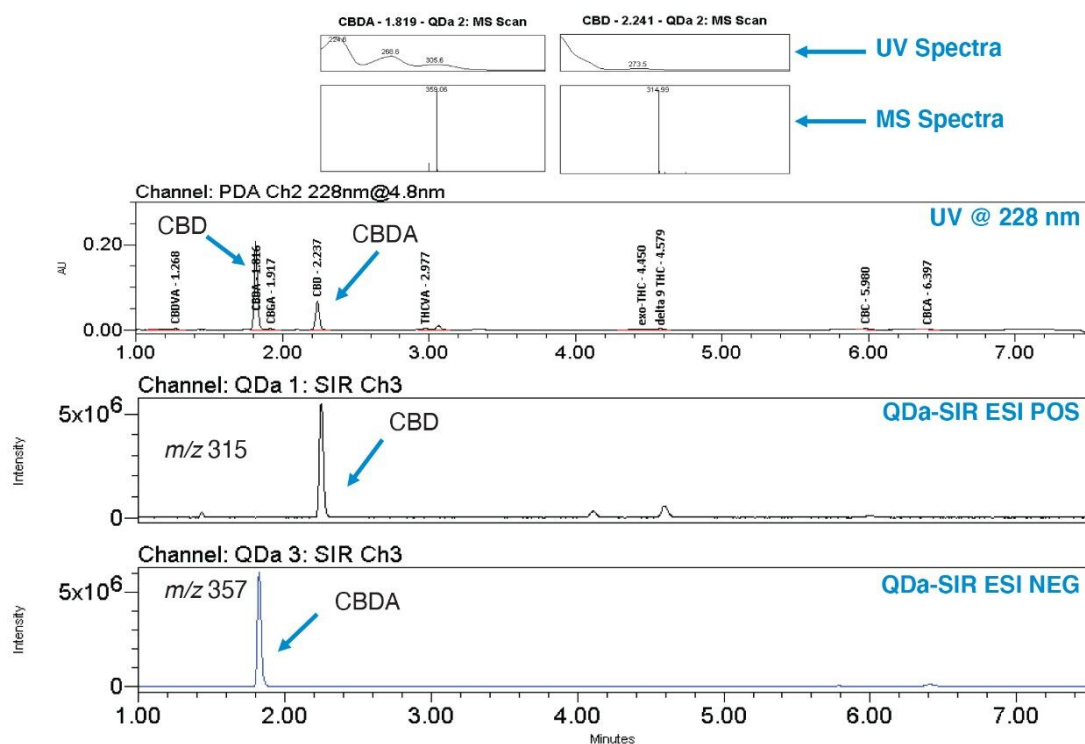 CBDA - 1.819 - QDa 2: MS Scan
CBD - 2.241 - QDa 2: MS Scan
224.6
268.6
305.6
273.5
UV Spectra
359.06
314.99
MS Spectra
Channel: PDA Ch2 228nm@4.8nm
UV @ 228 nm
CBD
CBDA
AU
0.20
0.00
CBDVA - 1.268
CBDA - 1.816
CBGA - 1.917
CBD - 2.237
THCVA - 2.977
exo-THC - 4.450
delta 9 THC - 4.579
CBC - 5.980
CBCA - 6.397
1.00 2.00 3.00 4.00 5.00 6.00 7.00
Channel: QDa 1: SIR Ch3
QDa-SIR ESI POS
Intensity
5x10⁶
0
m/z 315
CBD
Channel: QDa 3: SIR Ch3
QDa-SIR ESI NEG
Intensity
5x10⁶
0
m/z 357
CBDA
1.00 2.00 3.00 4.00 5.00 6.00 7.00
Minutes